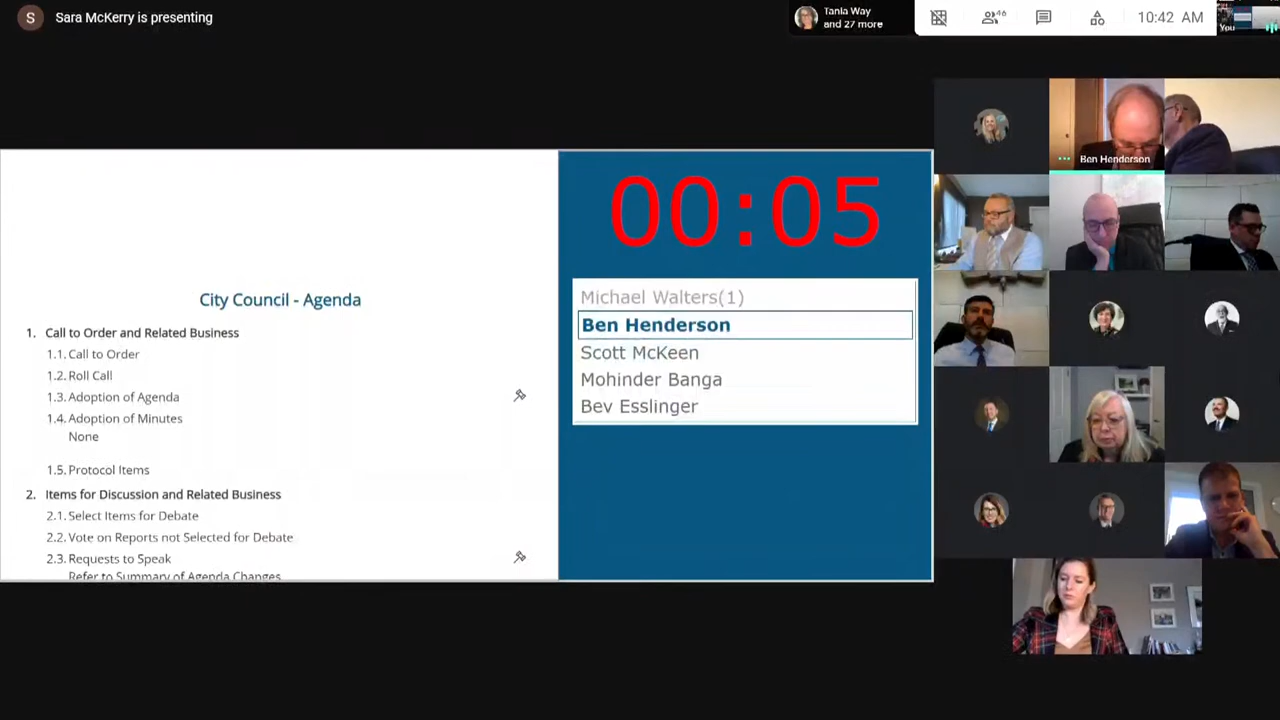 S
Sara McKerry is presenting
Tania Way
and 27 more
46
10:42 AM
You
Ben Henderson
00:05
Michael Walters(1)
Ben Henderson
Scott McKeen
Mohinder Banga
Bev Esslinger
City Council - Agenda
1. Call to Order and Related Business
1.1. Call to Order
1.2. Roll Call
1.3. Adoption of Agenda
1.4. Adoption of Minutes
None
1.5. Protocol Items
2. Items for Discussion and Related Business
2.1. Select Items for Debate
2.2. Vote on Reports not Selected for Debate
2.3. Requests to Speak
Refer to Summary of Agenda Changes